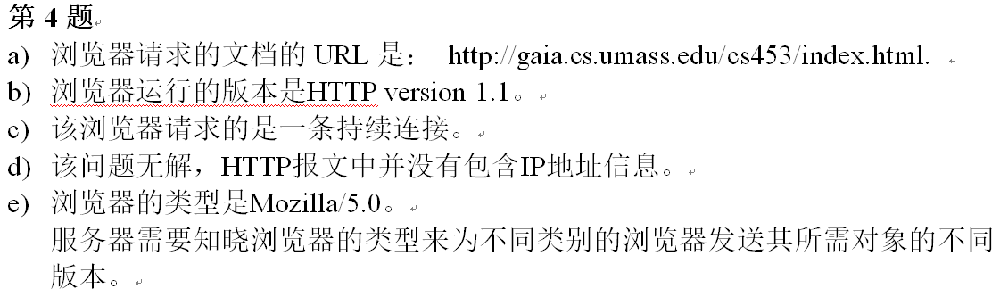 第 4 题
a) 浏览器请求的文档的 URL 是： http://gaia.cs.umass.edu/cs453/index.html.
b) 浏览器运行的版本是HTTP version 1.1。
c) 该浏览器请求的是一条持续连接。
d) 该问题无解，HTTP报文中并没有包含IP地址信息。
e) 浏览器的类型是Mozilla/5.0。
服务器需要知晓浏览器的类型来为不同类别的浏览器发送其所需对象的不同
版本。